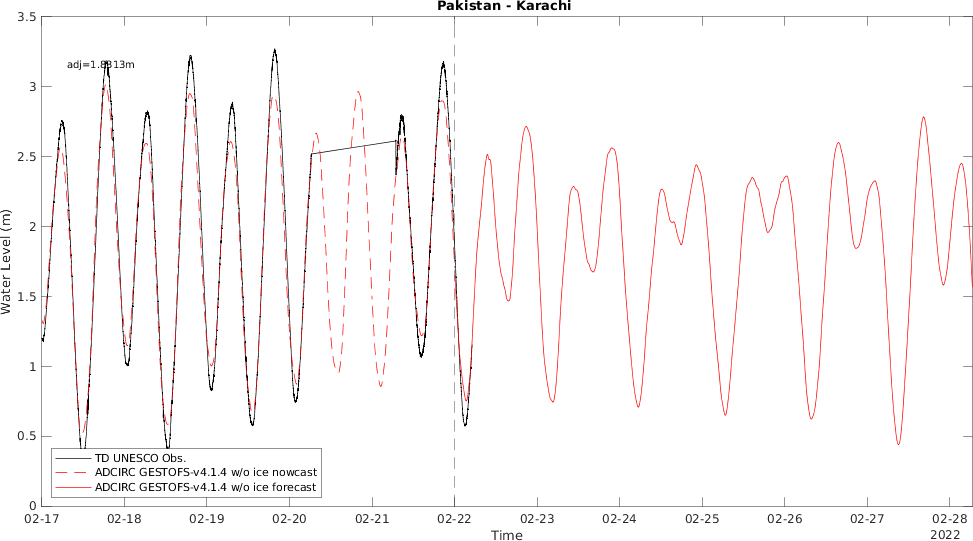 Pakistan - Karachi
3.5
3
2.5
2
1.5
1
0.5
0
Water Level (m)
adj=1.8313m
TD UNESCO Obs.
ADCIRC GESTOFS-v4.1.4 w/o ice nowcast
ADCIRC GESTOFS-v4.1.4 w/o ice forecast
02-17 02-18 02-19 02-20 02-21 02-22 02-23 02-24 02-25 02-26 02-27 02-28
Time
2022